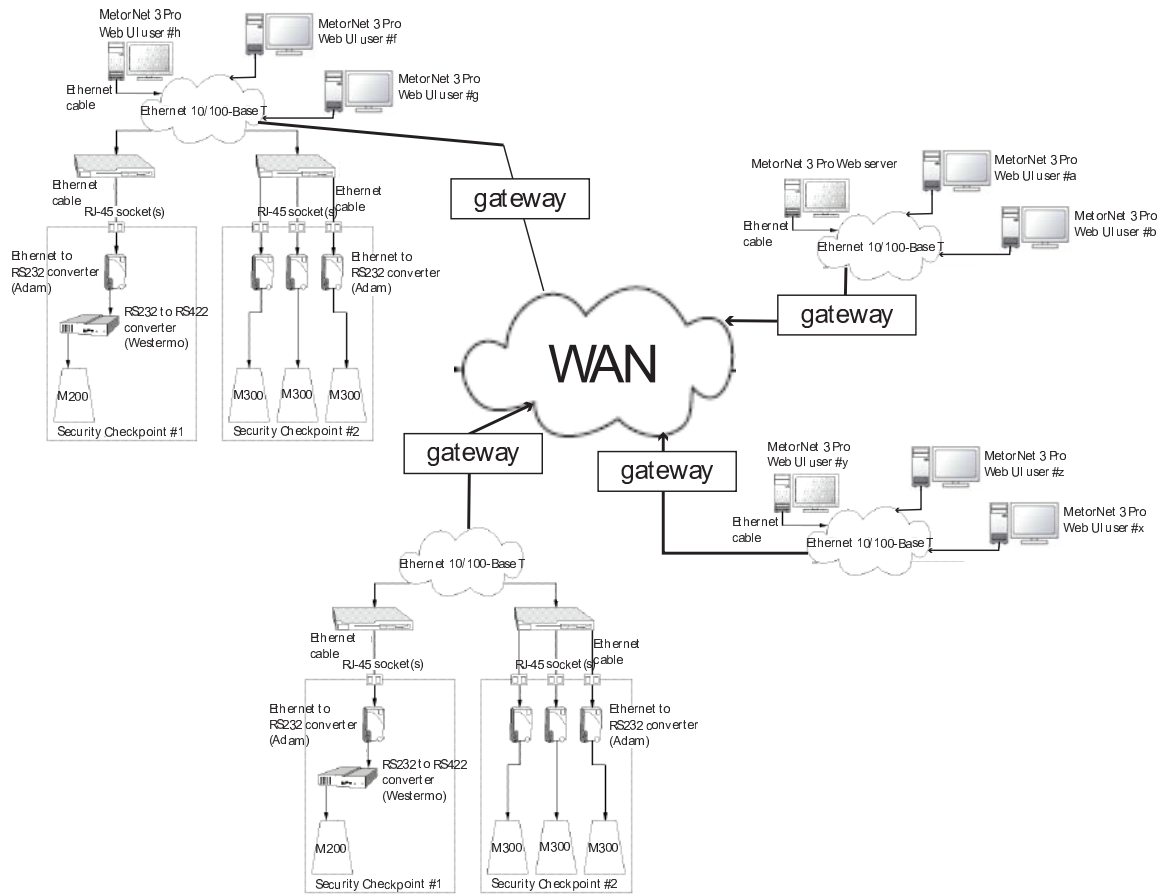 MetorNet 3 Pro
Web UI user #h
MetorNet 3 Pro
Web UI user #f
MetorNet 3 Pro
Web UI user #g
Ethernet
cable
Ethernet 10/100-Base T
Ethernet
cable
RJ-45 socket(s)
Ethernet
cable
RJ-45 socket(s)
Ethernet to
RS232 converter
(Adam)
Ethernet to
RS232 converter
(Adam)
RS232 to RS422
converter
(Westermo)
M200
M300
M300
M300
Security Checkpoint #1
Security Checkpoint #2
gateway
MetorNet 3 Pro Web server
MetorNet 3 Pro
Web UI user #a
MetorNet 3 Pro
Web UI user #b
Ethernet
cable
Ethernet 10/100-Base T
gateway
WAN
gateway
gateway
MetorNet 3 Pro
Web UI user #y
MetorNet 3 Pro
Web UI user #z
MetorNet 3 Pro
Web UI user #x
Ethernet
cable
Ethernet 10/100-Base T
Ethernet 10/100-Base T
Ethernet
cable
RJ-45 socket(s)
Ethernet
cable
RJ-45 socket(s)
Ethernet to
RS232 converter
(Adam)
Ethernet to
RS232 converter
(Adam)
RS232 to RS422
converter
(Westermo)
M200
M300
M300
M300
Security Checkpoint #1
Security Checkpoint #2